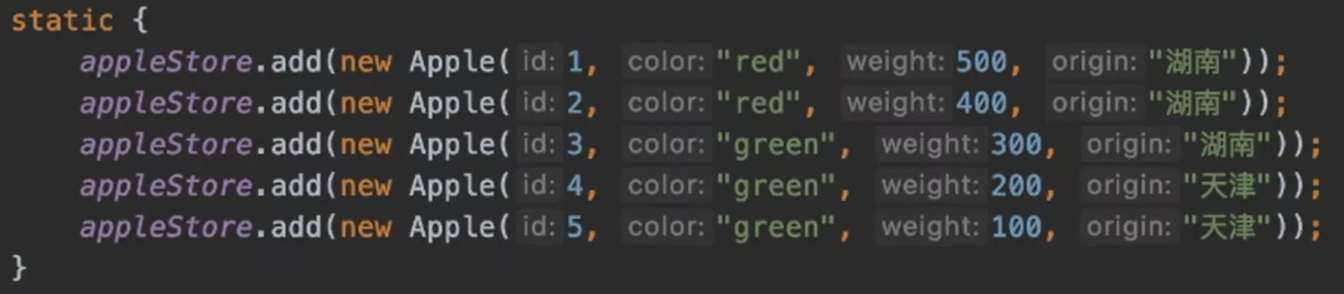 static {
appleStore.add(new Apple( id: 1, color: "red", weight: 500, origin: "湖南"));
appleStore.add(new Apple( id: 2, color: "red", weight: 400, origin: "湖南"));
appleStore.add(new Apple( id: 3, color: "green", weight: 300, origin: "湖南"));
appleStore.add(new Apple( id: 4, color: "green", weight: 200, origin: "天津"));
appleStore.add(new Apple( id: 5, color: "green", weight: 100, origin: "天津"));
}